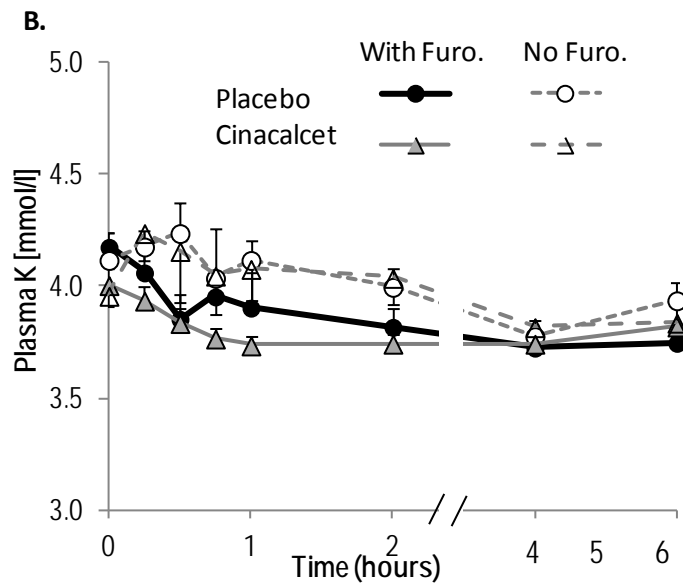 B.
With Furo. No Furo.
Placebo
Cinacalcet
Plasma K [mmol/l]
5.0
4.5
4.0
3.5
3.0
0 1 2 4 5 6
Time (hours)